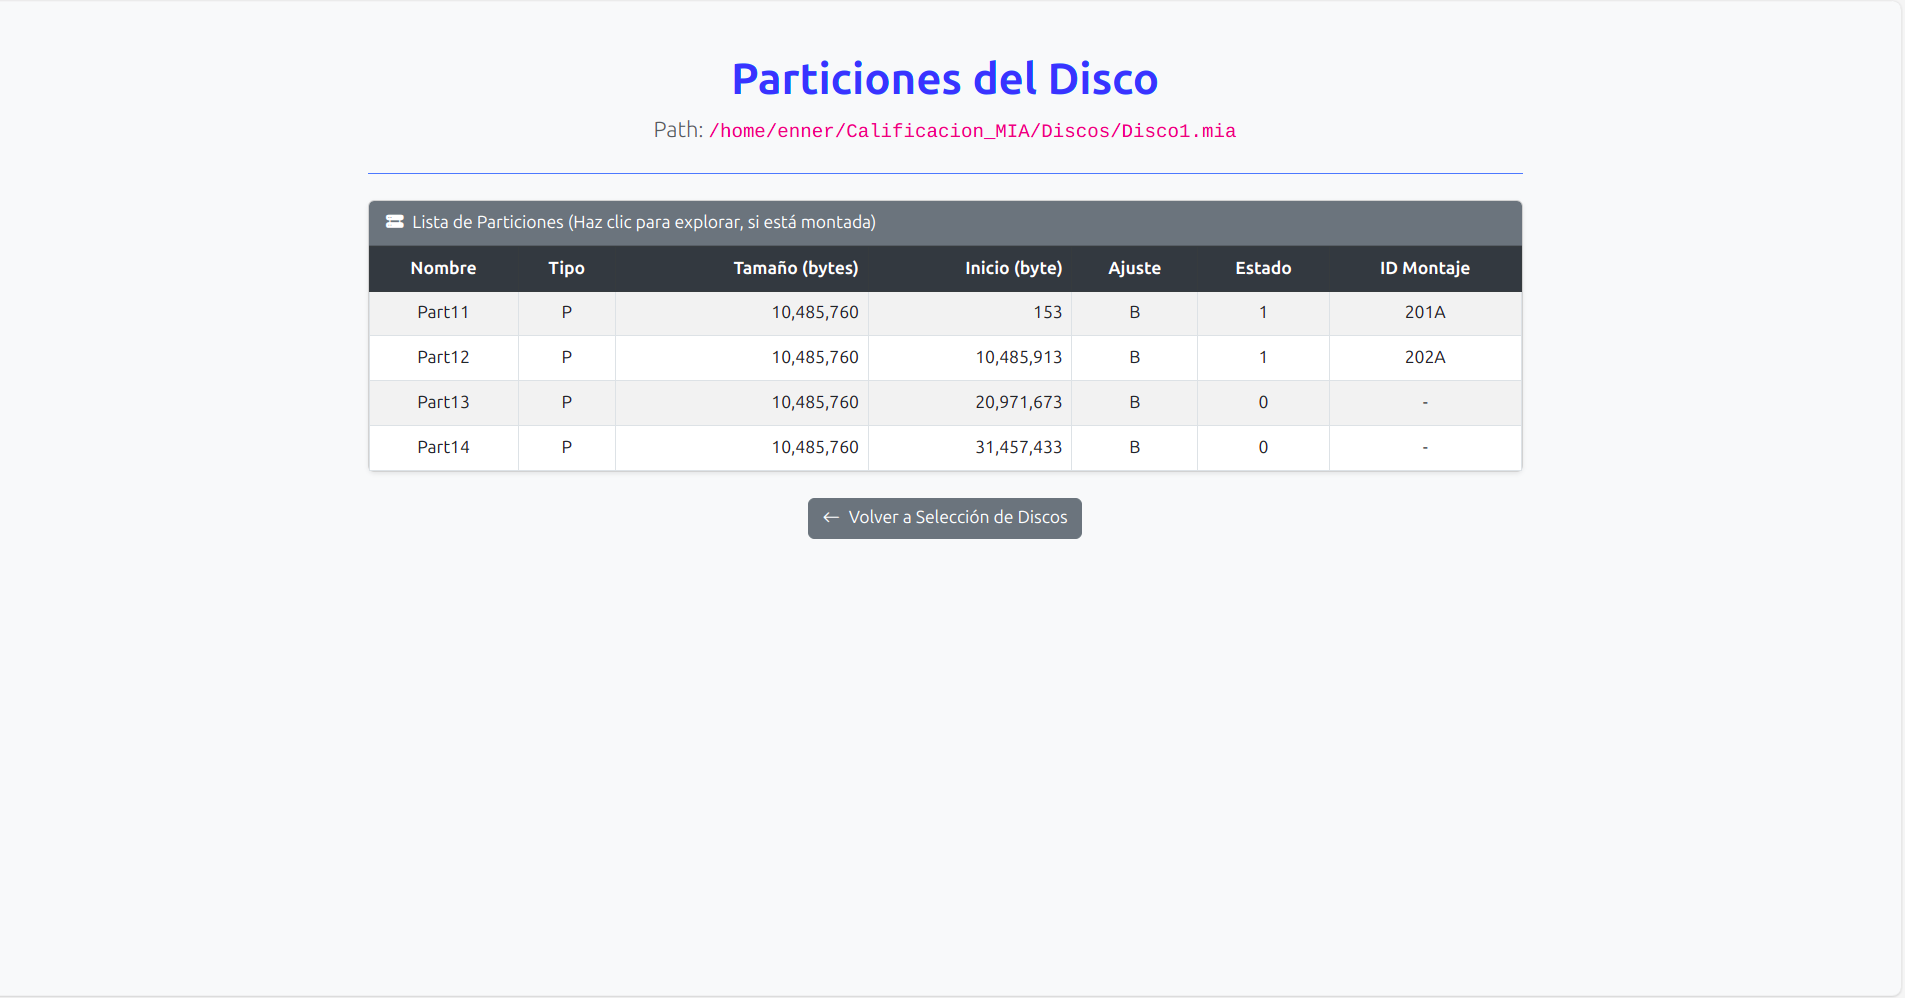 Particiones del Disco
Path: /home/enner/Calificacion_MIA/Discos/Disco1.mia
Lista de Particiones (Haz clic para explorar, si está montada)
Nombre Tipo Tamaño (bytes) Inicio (byte) Ajuste Estado ID Montaje
Part11 P 10,485,760 153 B 1 201A
Part12 P 10,485,760 10,485,913 B 1 202A
Part13 P 10,485,760 20,971,673 B 0 -
Part14 P 10,485,760 31,457,433 B 0 -
← Volver a Selección de Discos